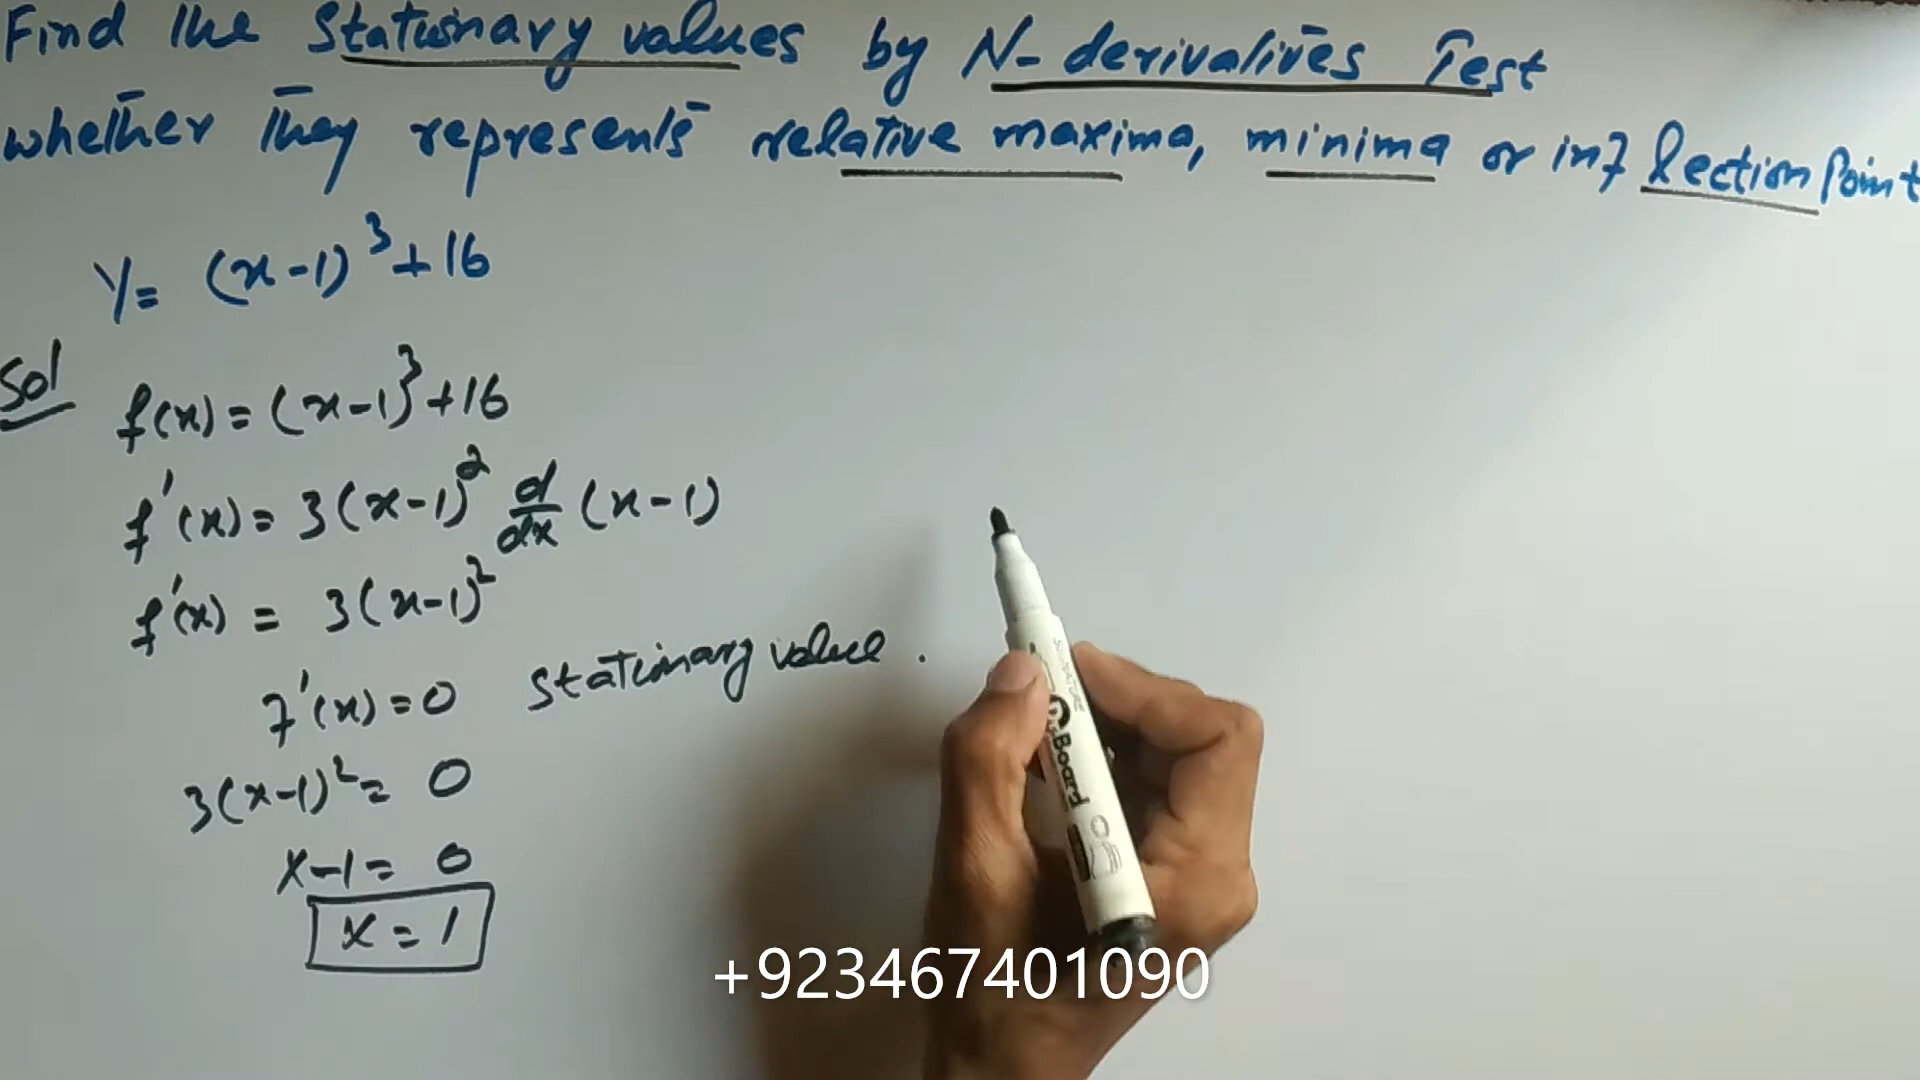 Find the Stationary values by N-derivatives Test
whether they represents relative maxima, minima or inflection Point
Y= (x-1)³+16
Sol
f(x)=(x-1)³+16
f'(x)= 3(x-1)² d/dx (x-1)
f'(x) = 3(x-1)²
f'(x)=0 Stationary value.
3(x-1)²= 0
x-1= 0
x=1
Board
+923467401090